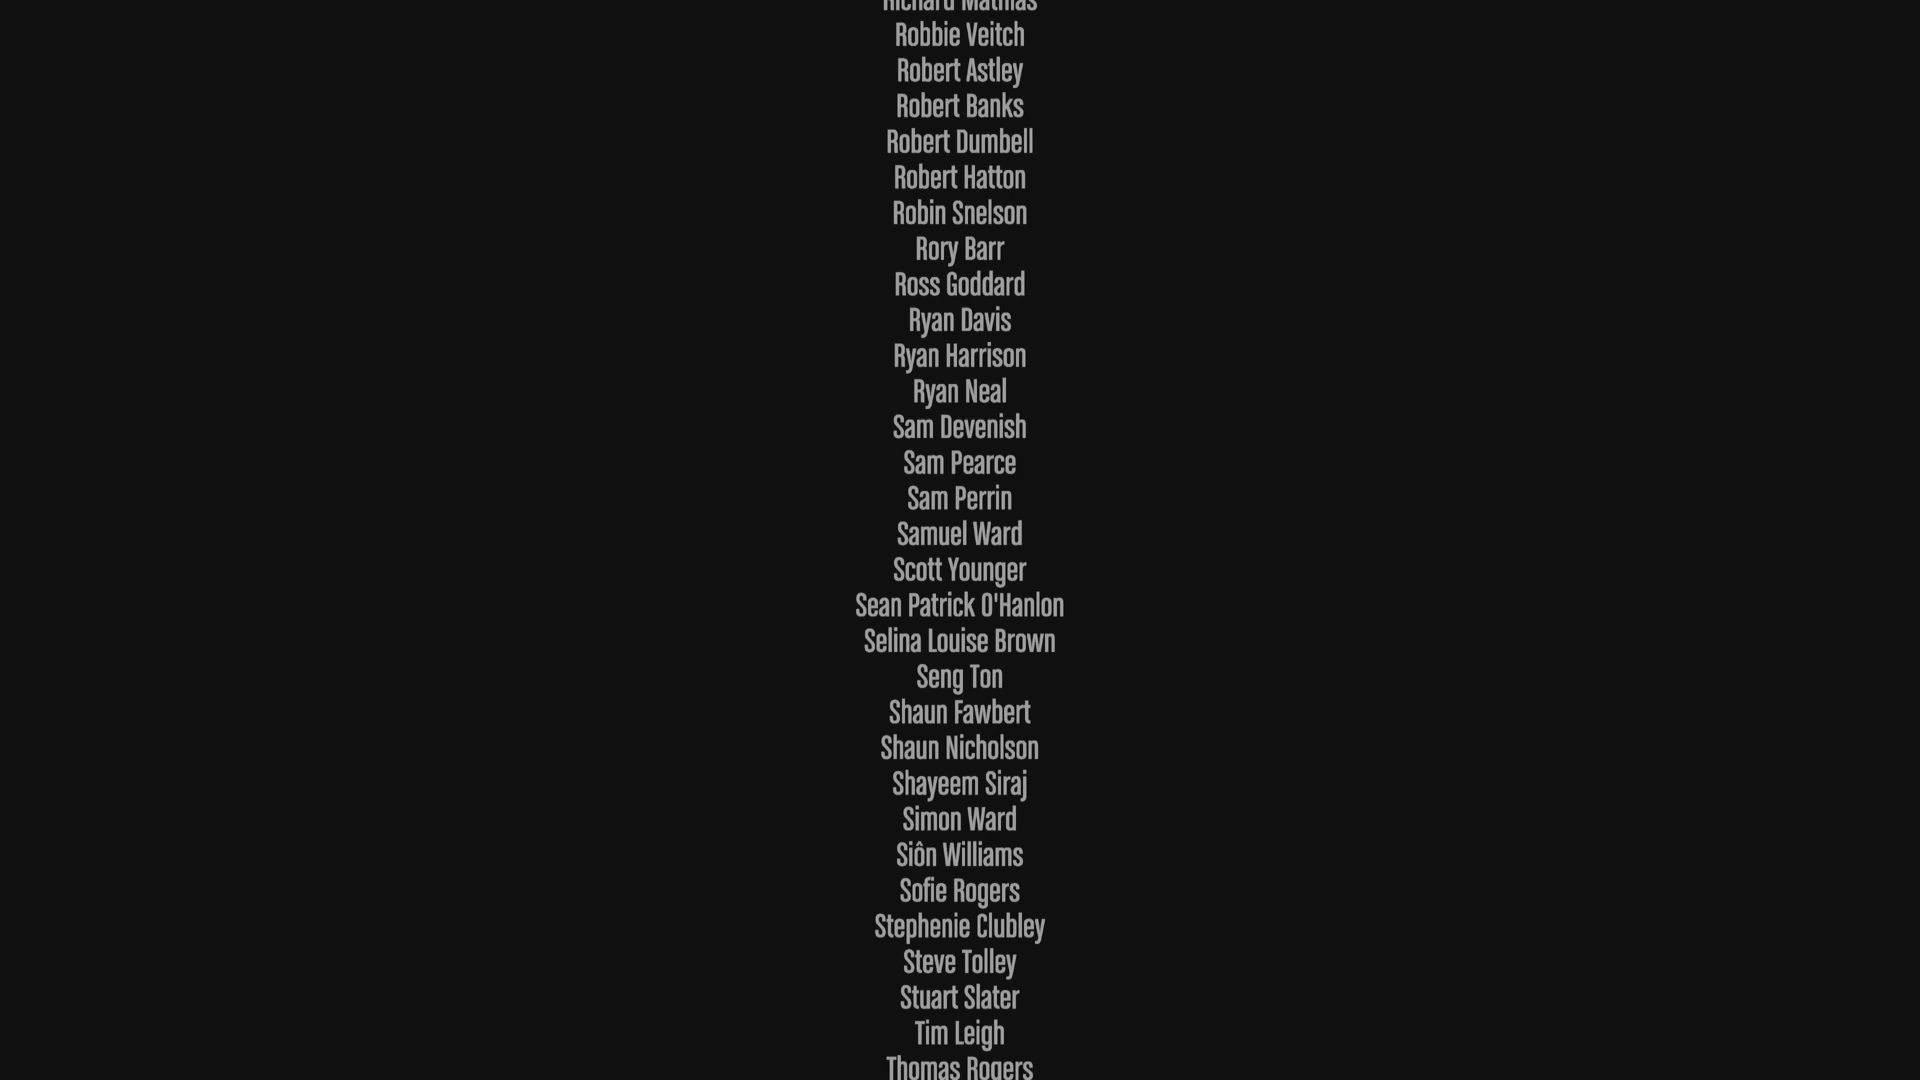 Richard Mathias
Robbie Veitch
Robert Astley
Robert Banks
Robert Dumbell
Robert Hatton
Robin Snelson
Rory Barr
Ross Goddard
Ryan Davis
Ryan Harrison
Ryan Neal
Sam Devenish
Sam Pearce
Sam Perrin
Samuel Ward
Scott Younger
Sean Patrick O'Hanlon
Selina Louise Brown
Seng Ton
Shaun Fawbert
Shaun Nicholson
Shayeem Siraj
Simon Ward
Siôn Williams
Sofie Rogers
Stephenie Clubley
Steve Tolley
Stuart Slater
Tim Leigh
Thomas Rogers